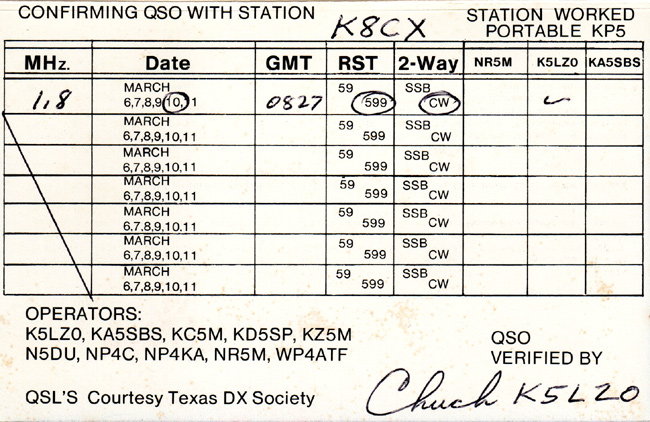 CONFIRMING QSO WITH STATION K8CX STATION WORKED
PORTABLE KP5
MHz. Date GMT RST 2-Way NR5M K5LZ0 KA5SBS
MARCH 59 SSB
1.8 6,7,8,9,10,11 0827 599 CW ✓
MARCH 59 SSB
6,7,8,9,10,11 599 CW
MARCH 59 SSB
6,7,8,9,10,11 599 CW
MARCH 59 SSB
6,7,8,9,10,11 599 CW
MARCH 59 SSB
6,7,8,9,10,11 599 CW
MARCH 59 SSB
6,7,8,9,10,11 599 CW
MARCH 59 SSB
6,7,8,9,10,11 599 CW
OPERATORS:
K5LZ0, KA5SBS, KC5M, KD5SP, KZ5M
N5DU, NP4C, NP4KA, NR5M, WP4ATF
QSO
VERIFIED BY
QSL'S Courtesy Texas DX Society
Chuck K5LZ0